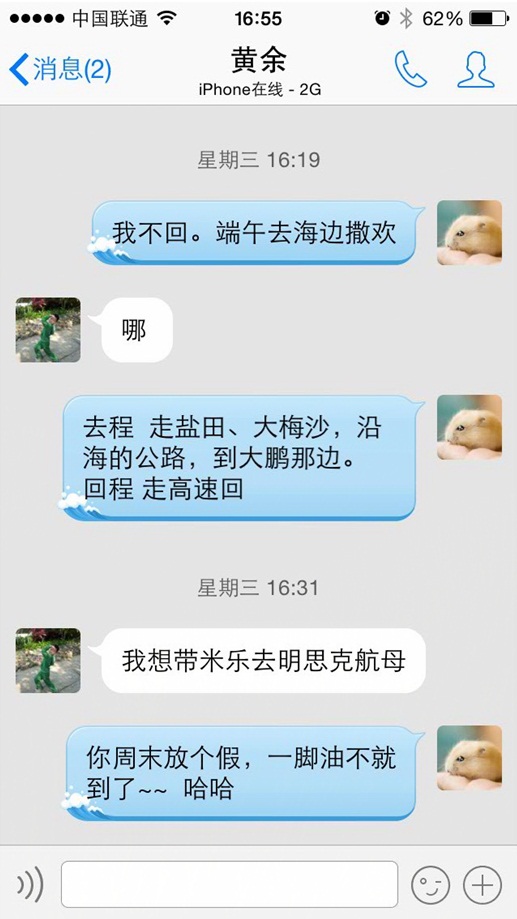 中国联通 16:55 62%
消息(2) 黄余
iPhone在线 - 2G
星期三 16:19
我不回。端午去海边撒欢
哪
去程 走盐田、大梅沙，沿
海的公路，到大鹏那边。
回程 走高速回
星期三 16:31
我想带米乐去明思克航母
你周末放个假，一脚油不就
到了~~ 哈哈